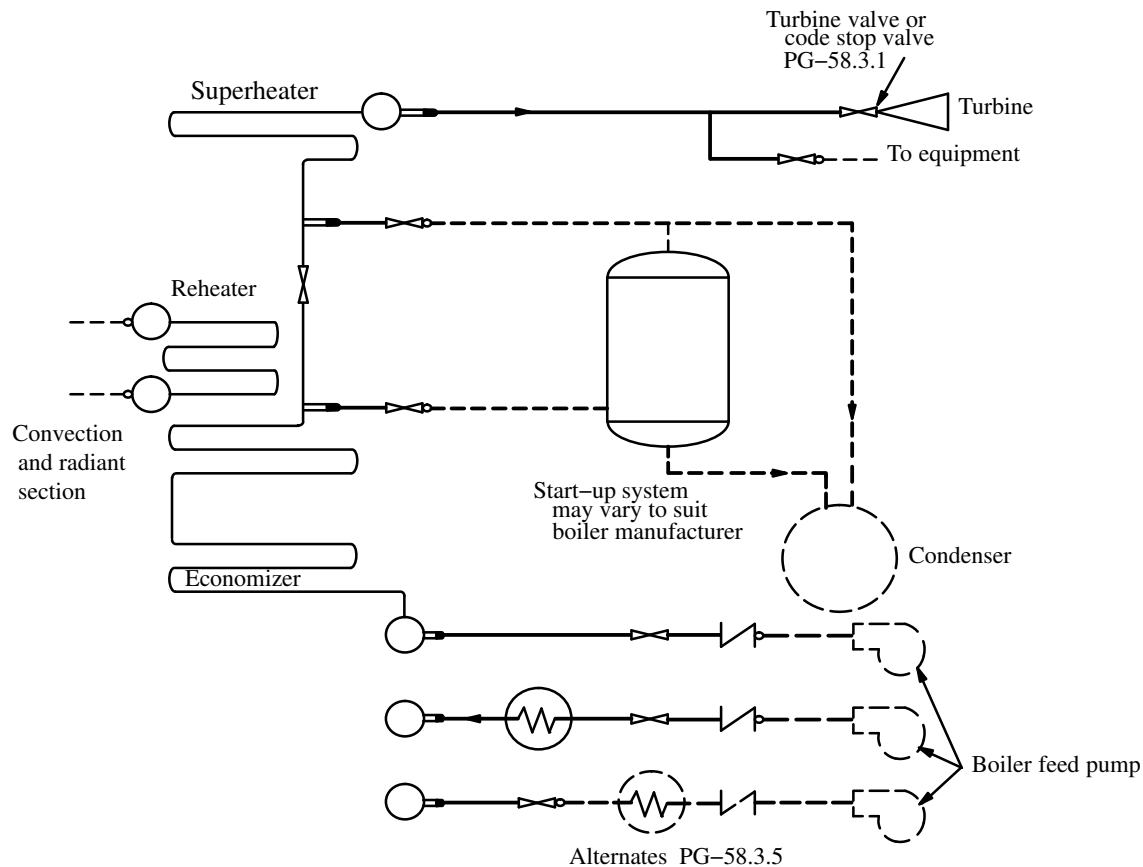 Turbine valve or
code stop valve
PG−58.3.1
Superheater
Turbine
To equipment
Reheater
Convection
and radiant
section
Start−up system
may vary to suit
boiler manufacturer
Condenser
Economizer
Boiler feed pump
Alternates PG−58.3.5